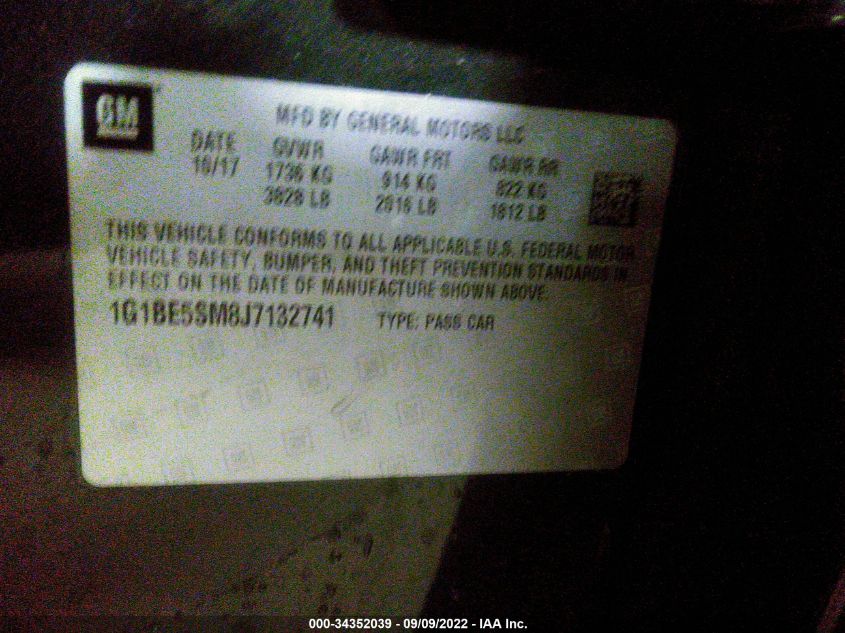 GM
MFD BY GENERAL MOTORS LLC
DATE GVWR GAWR FRT GAWR RR
10/17 1736 KG 914 KG 822 KG
3828 LB 2016 LB 1812 LB
THIS VEHICLE CONFORMS TO ALL APPLICABLE U.S. FEDERAL MOTOR
VEHICLE SAFETY, BUMPER, AND THEFT PREVENTION STANDARDS IN
EFFECT ON THE DATE OF MANUFACTURE SHOWN ABOVE.
1G1BE5SM8J7132741 TYPE: PASS CAR
000-34352039 - 09/09/2022 - IAA Inc.